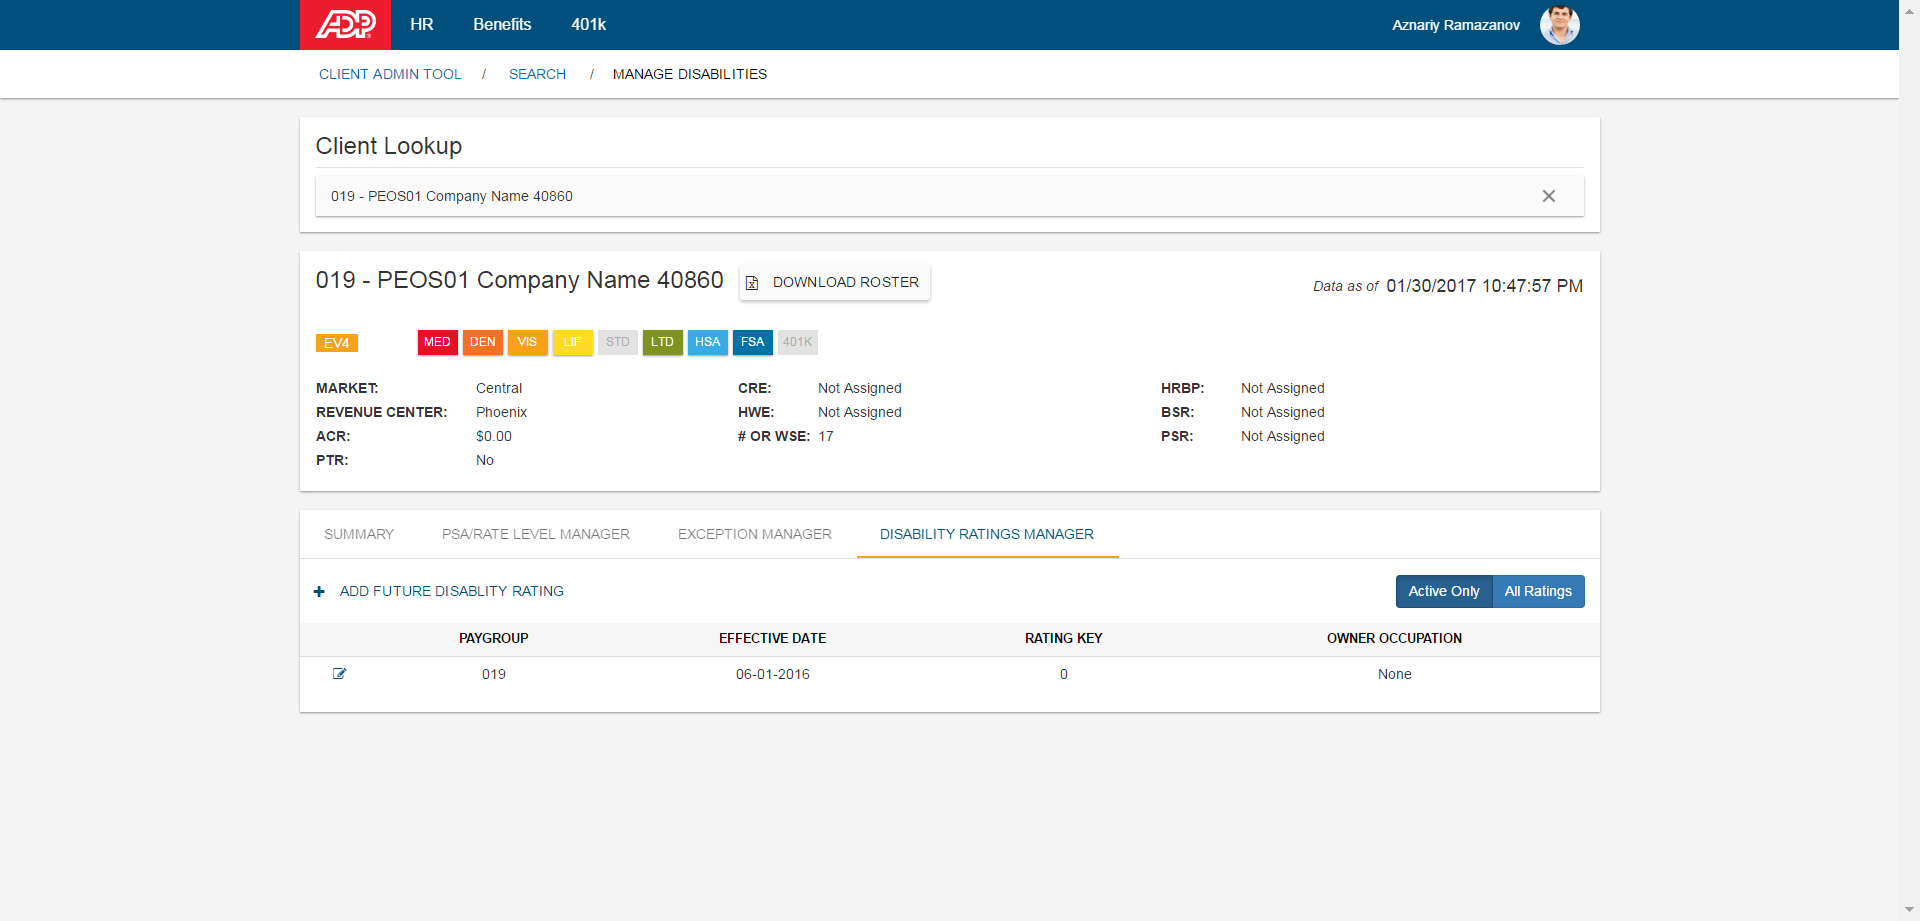 ADP HR Benefits 401k Aznariy Ramazanov
CLIENT ADMIN TOOL / SEARCH / MANAGE DISABILITIES
Client Lookup
019 - PEOS01 Company Name 40860
019 - PEOS01 Company Name 40860 DOWNLOAD ROSTER Data as of 01/30/2017 10:47:57 PM
EV4 MED DEN VIS LIF STD LTD HSA FSA 401K
MARKET: Central CRE: Not Assigned HRBP: Not Assigned
REVENUE CENTER: Phoenix HWE: Not Assigned BSR: Not Assigned
ACR: $0.00 # OR WSE: 17 PSR: Not Assigned
PTR: No
SUMMARY PSA/RATE LEVEL MANAGER EXCEPTION MANAGER DISABILITY RATINGS MANAGER
ADD FUTURE DISABLITY RATING Active Only All Ratings
PAYGROUP EFFECTIVE DATE RATING KEY OWNER OCCUPATION
019 06-01-2016 0 None